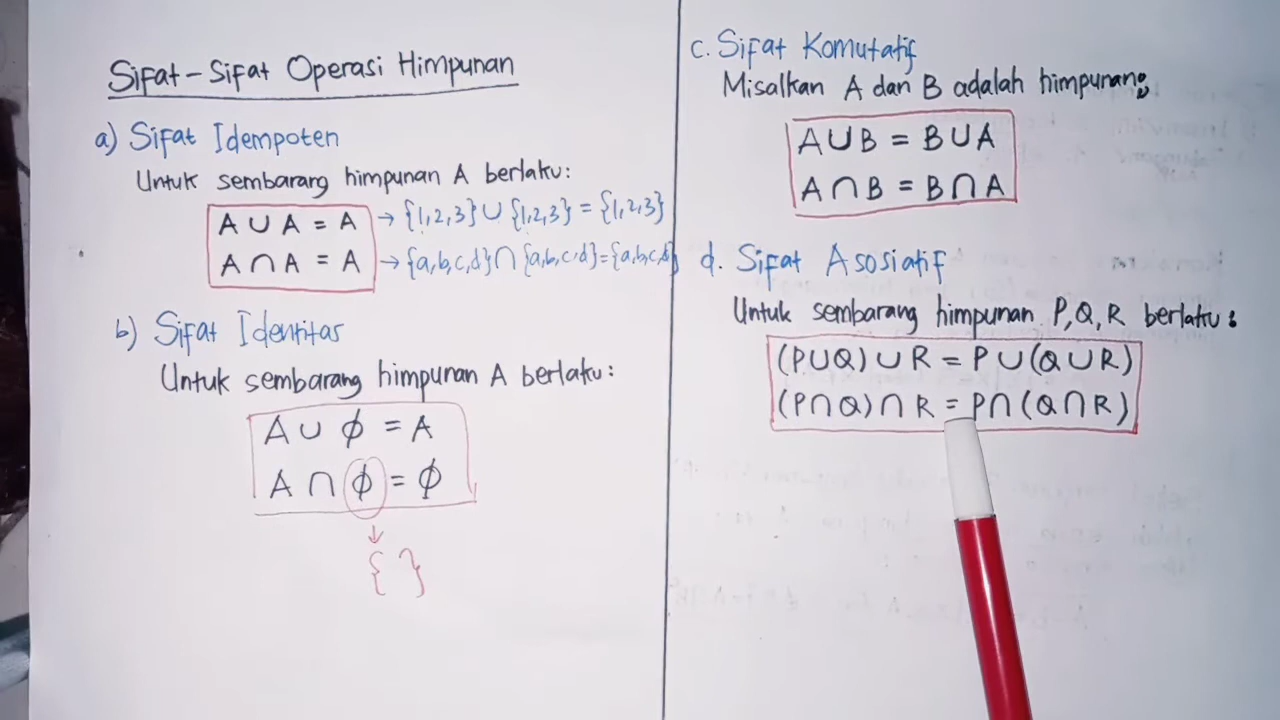 Sifat-Sifat Operasi Himpunan
a) Sifat Idempoten
Untuk sembarang himpunan A berlaku:
A ∪ A = A → {1,2,3} ∪ {1,2,3} = {1,2,3}
A ∩ A = A → {a,b,c,d} ∩ {a,b,c,d} = {a,b,c,d}
b) Sifat Identitas
Untuk sembarang himpunan A berlaku:
A ∪ ϕ = A
A ∩ ϕ = ϕ
↓
{ }
c. Sifat Komutatif
Misalkan A dan B adalah himpunan:
A ∪ B = B ∪ A
A ∩ B = B ∩ A
d. Sifat Asosiatif
Untuk sembarang himpunan P, Q, R berlaku:
(P ∪ Q) ∪ R = P ∪ (Q ∪ R)
(P ∩ Q) ∩ R = P ∩ (Q ∩ R)